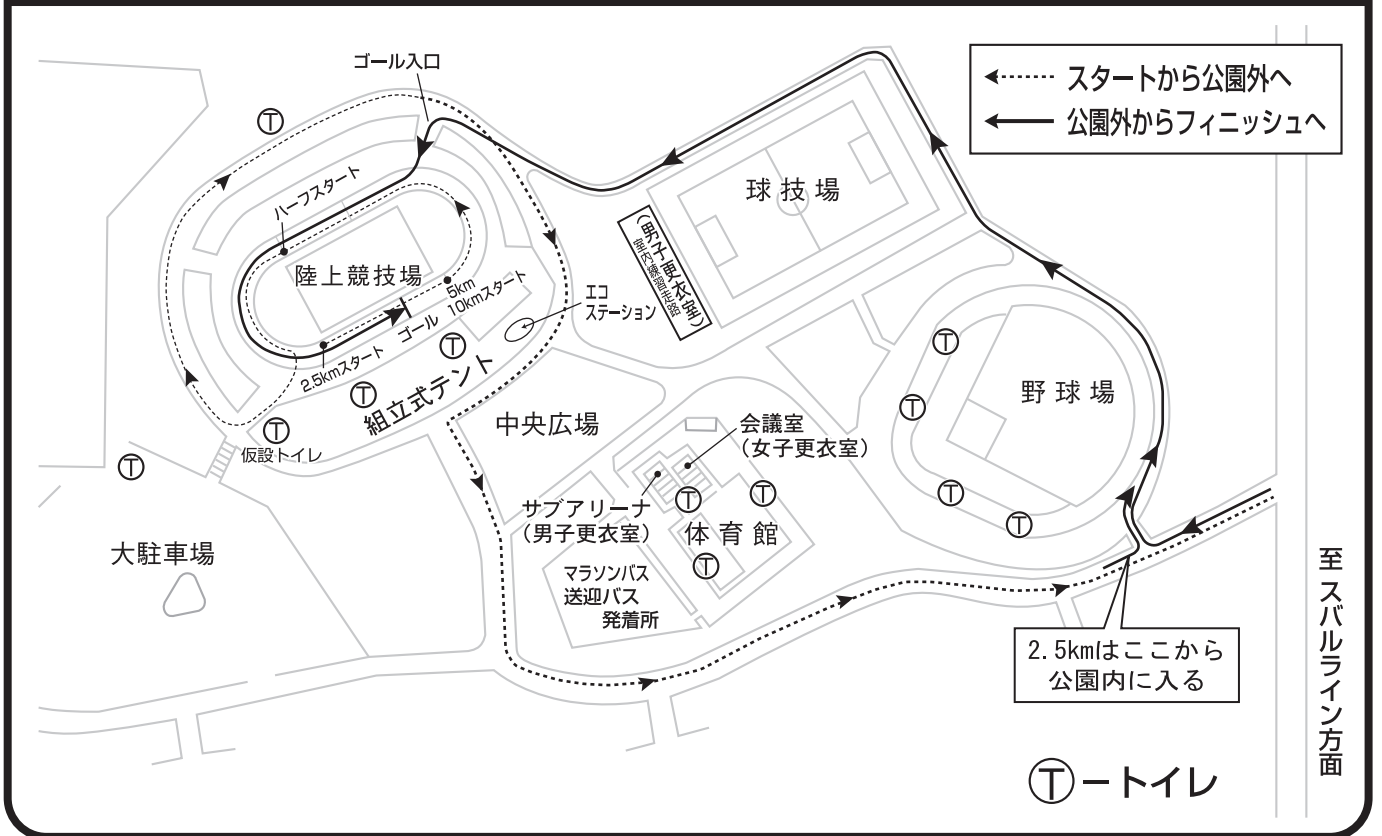 ゴール入口
スタートから公園外へ
公園外からフィニッシュへ
Ⓣ
ハーフスタート
陸上競技場
5km
10kmスタート
ゴール
2.5kmスタート
エコ
ステーション
球技場
(男子更衣室)
室内練習走路
Ⓣ
Ⓣ
組立式テント
Ⓣ
仮設トイレ
Ⓣ
中央広場
会議室
(女子更衣室)
サブアリーナ
(男子更衣室)
Ⓣ
Ⓣ
体育館
Ⓣ
野球場
Ⓣ
Ⓣ
Ⓣ
Ⓣ
大駐車場
マラソンバス
送迎バス
発着所
2.5kmはここから
公園内に入る
至 スバルライン方面
Ⓣ－トイレ